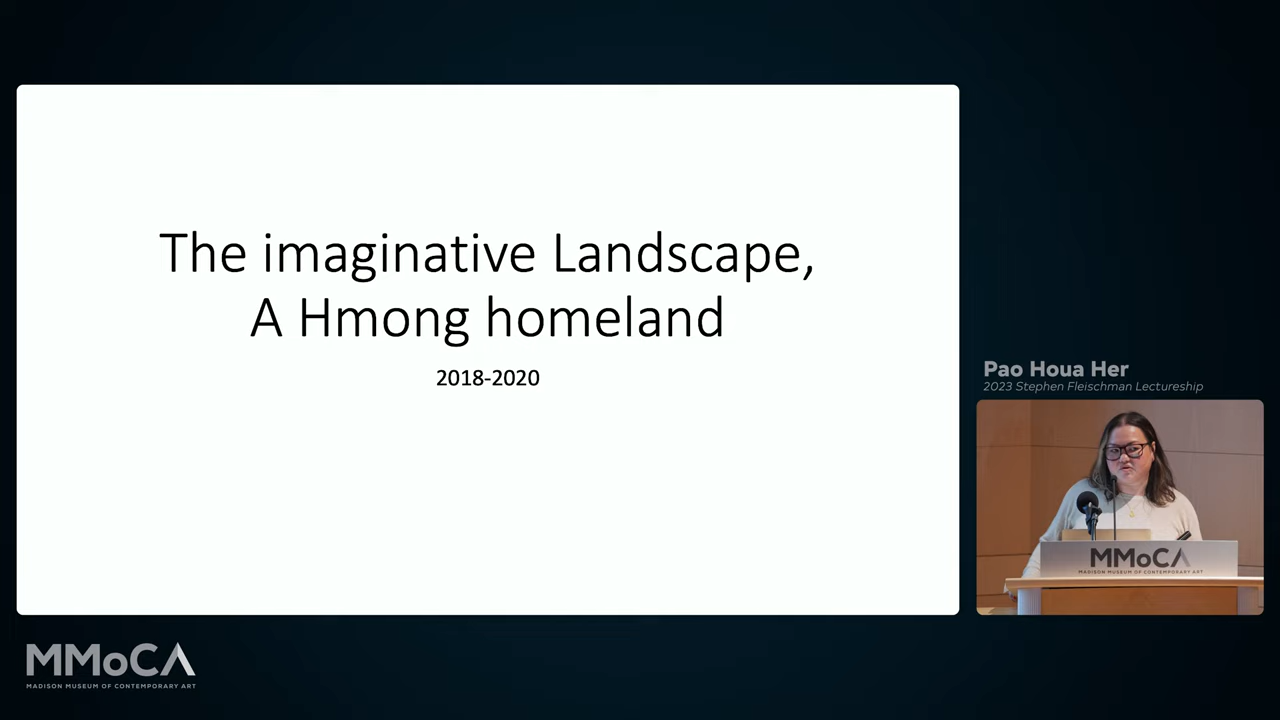 The imaginative Landscape,
A Hmong homeland
2018-2020
Pao Houa Her
2023 Stephen Fleischman Lectureship
MMoCA
MADISON MUSEUM OF CONTEMPORARY ART
MMoCA
MADISON MUSEUM OF CONTEMPORARY ART